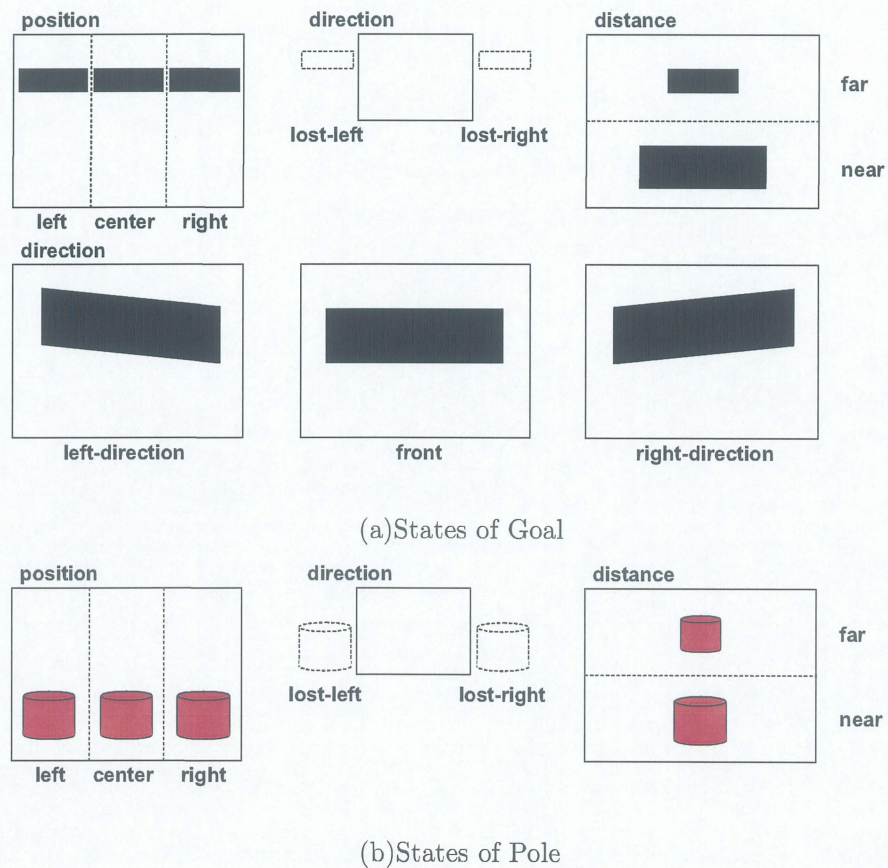 position direction distance
far
lost-left lost-right
near
left center right
direction
left-direction front right-direction
(a)States of Goal
position direction distance
far
lost-left lost-right
near
left center right
(b)States of Pole